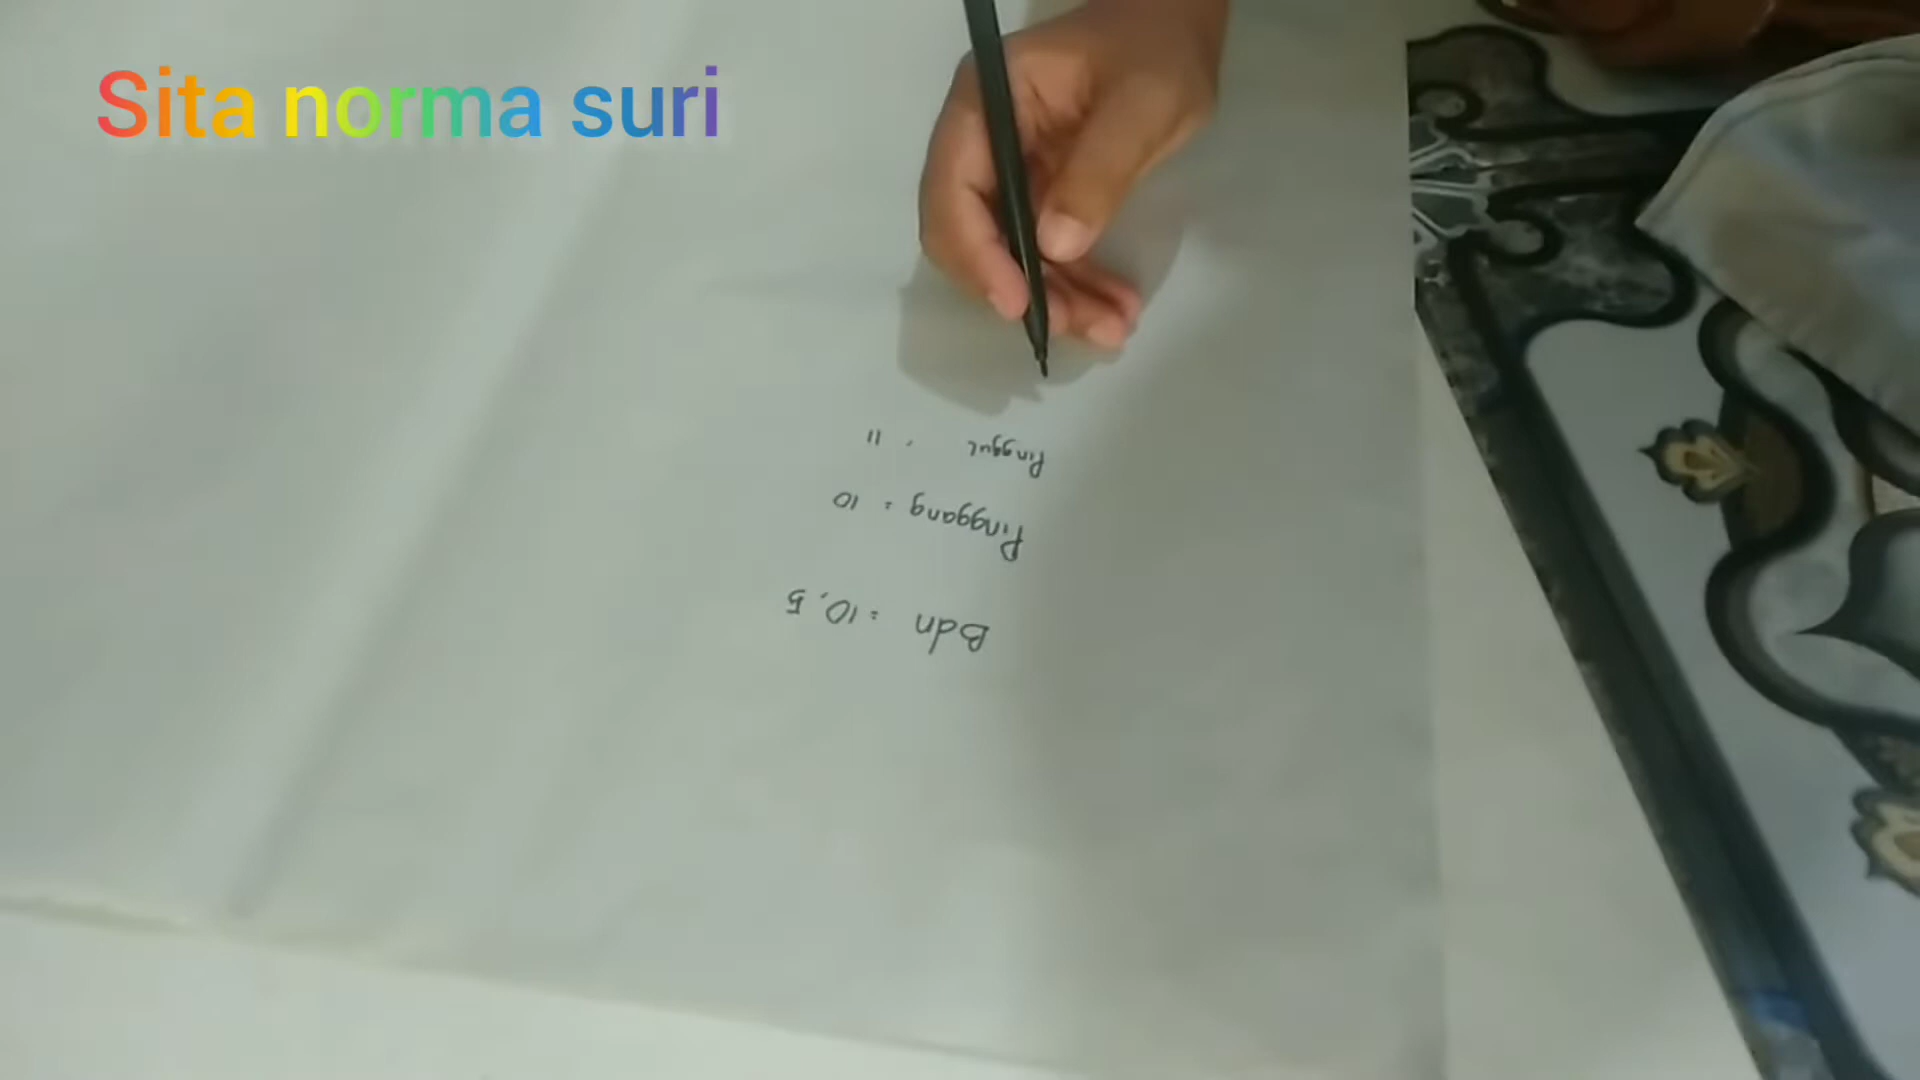 Sita norma suri
Bdn = 10,5
Pinggang = 10
Pinggul = 11